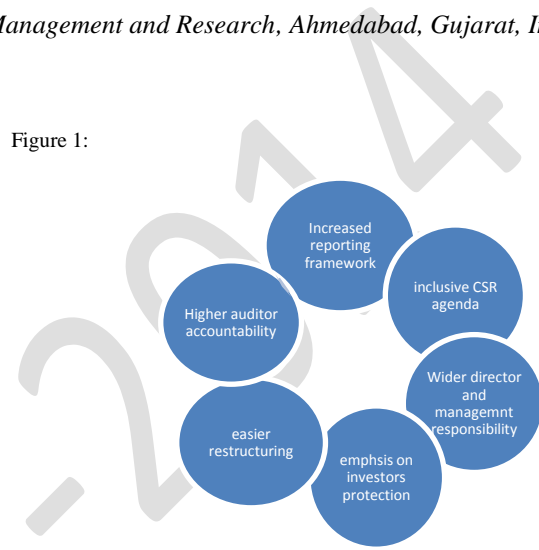 Management and Research, Ahmedabad, Gujarat,
Figure 1:
Increased
reporting
framework
inclusive CSR
agenda
Wider director
and
managemnt
responsibility
emphsis on
investors
protection
easier
restructuring
Higher auditor
accountability
-2014